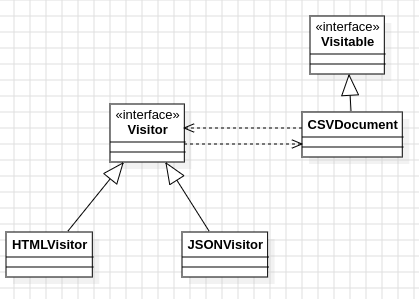 «interface»
Visitable
«interface»
Visitor
CSVDocument
HTMLVisitor
JSONVisitor